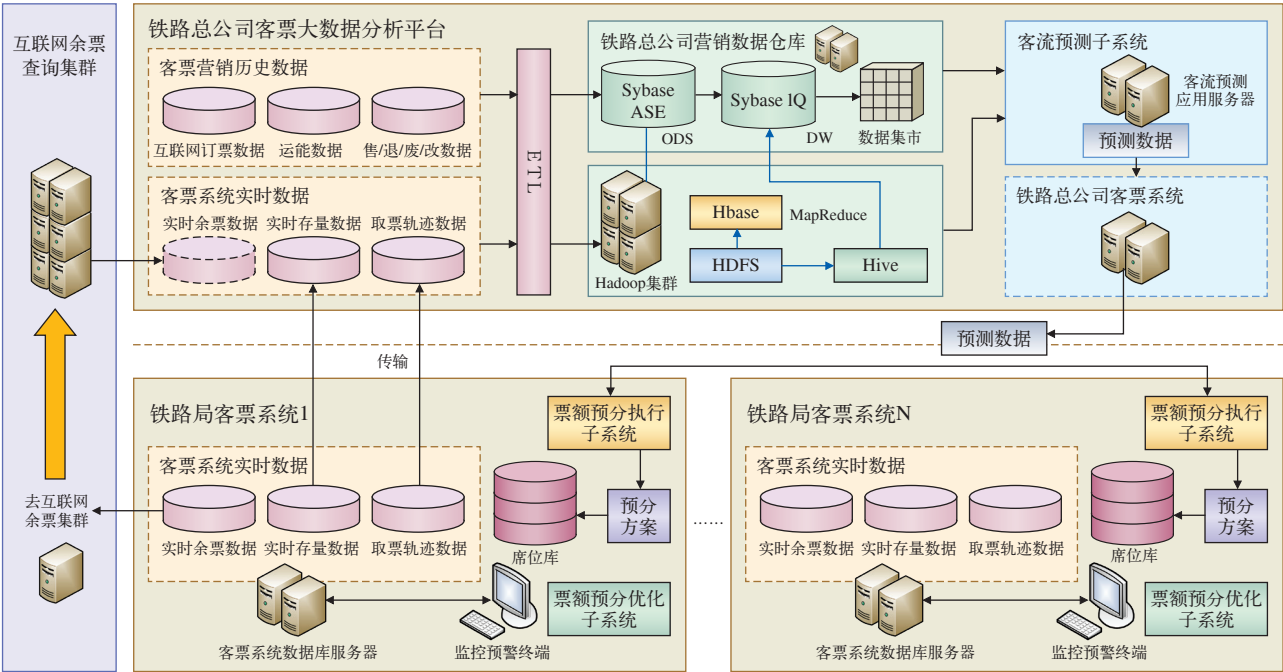 互联网余票
查询集群
去互联网
余票集群
铁路总公司客票大数据分析平台
客票营销历史数据
互联网订票数据
运能数据
售/退/废/改数据
客票系统实时数据
实时余票数据
实时存量数据
取票轨迹数据
ETL
铁路总公司营销数据仓库
Sybase
ASE
ODS
Sybase lQ
DW
数据集市
Hadoop集群
Hbase
MapReduce
HDFS
Hive
客流预测子系统
客流预测
应用服务器
预测数据
铁路总公司客票系统
预测数据
传输
铁路局客票系统1
票额预分执行
子系统
客票系统实时数据
实时余票数据
实时存量数据
取票轨迹数据
席位库
预分
方案
客票系统数据库服务器
监控预警终端
票额预分优化
子系统
......
铁路局客票系统N
票额预分执行
子系统
客票系统实时数据
实时余票数据
实时存量数据
取票轨迹数据
席位库
预分
方案
客票系统数据库服务器
监控预警终端
票额预分优化
子系统